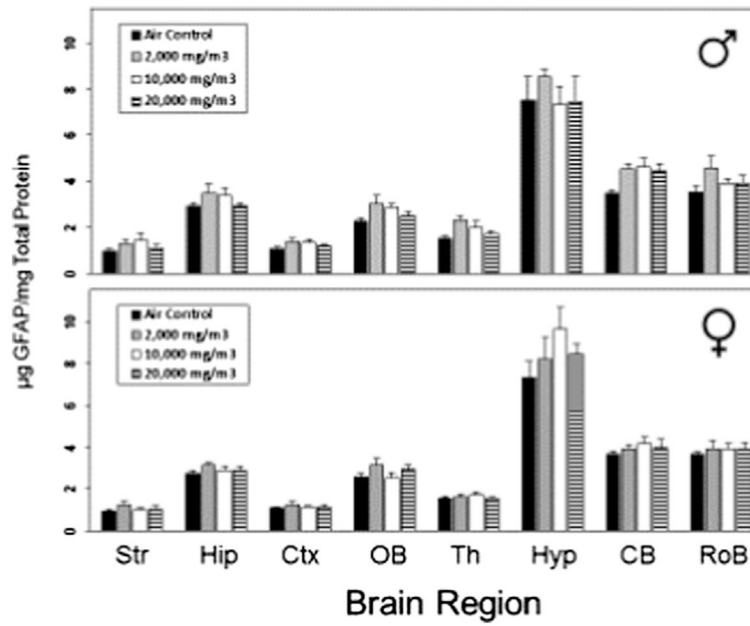 10
8
6
4
2
0
Air Control
2,000 mg/m3
10,000 mg/m3
20,000 mg/m3
♂
µg GFAP/mg Total Protein
10
8
6
4
2
0
Air Control
2,000 mg/m3
10,000 mg/m3
20,000 mg/m3
♀
Str Hip Ctx OB Th Hyp CB RoB
Brain Region